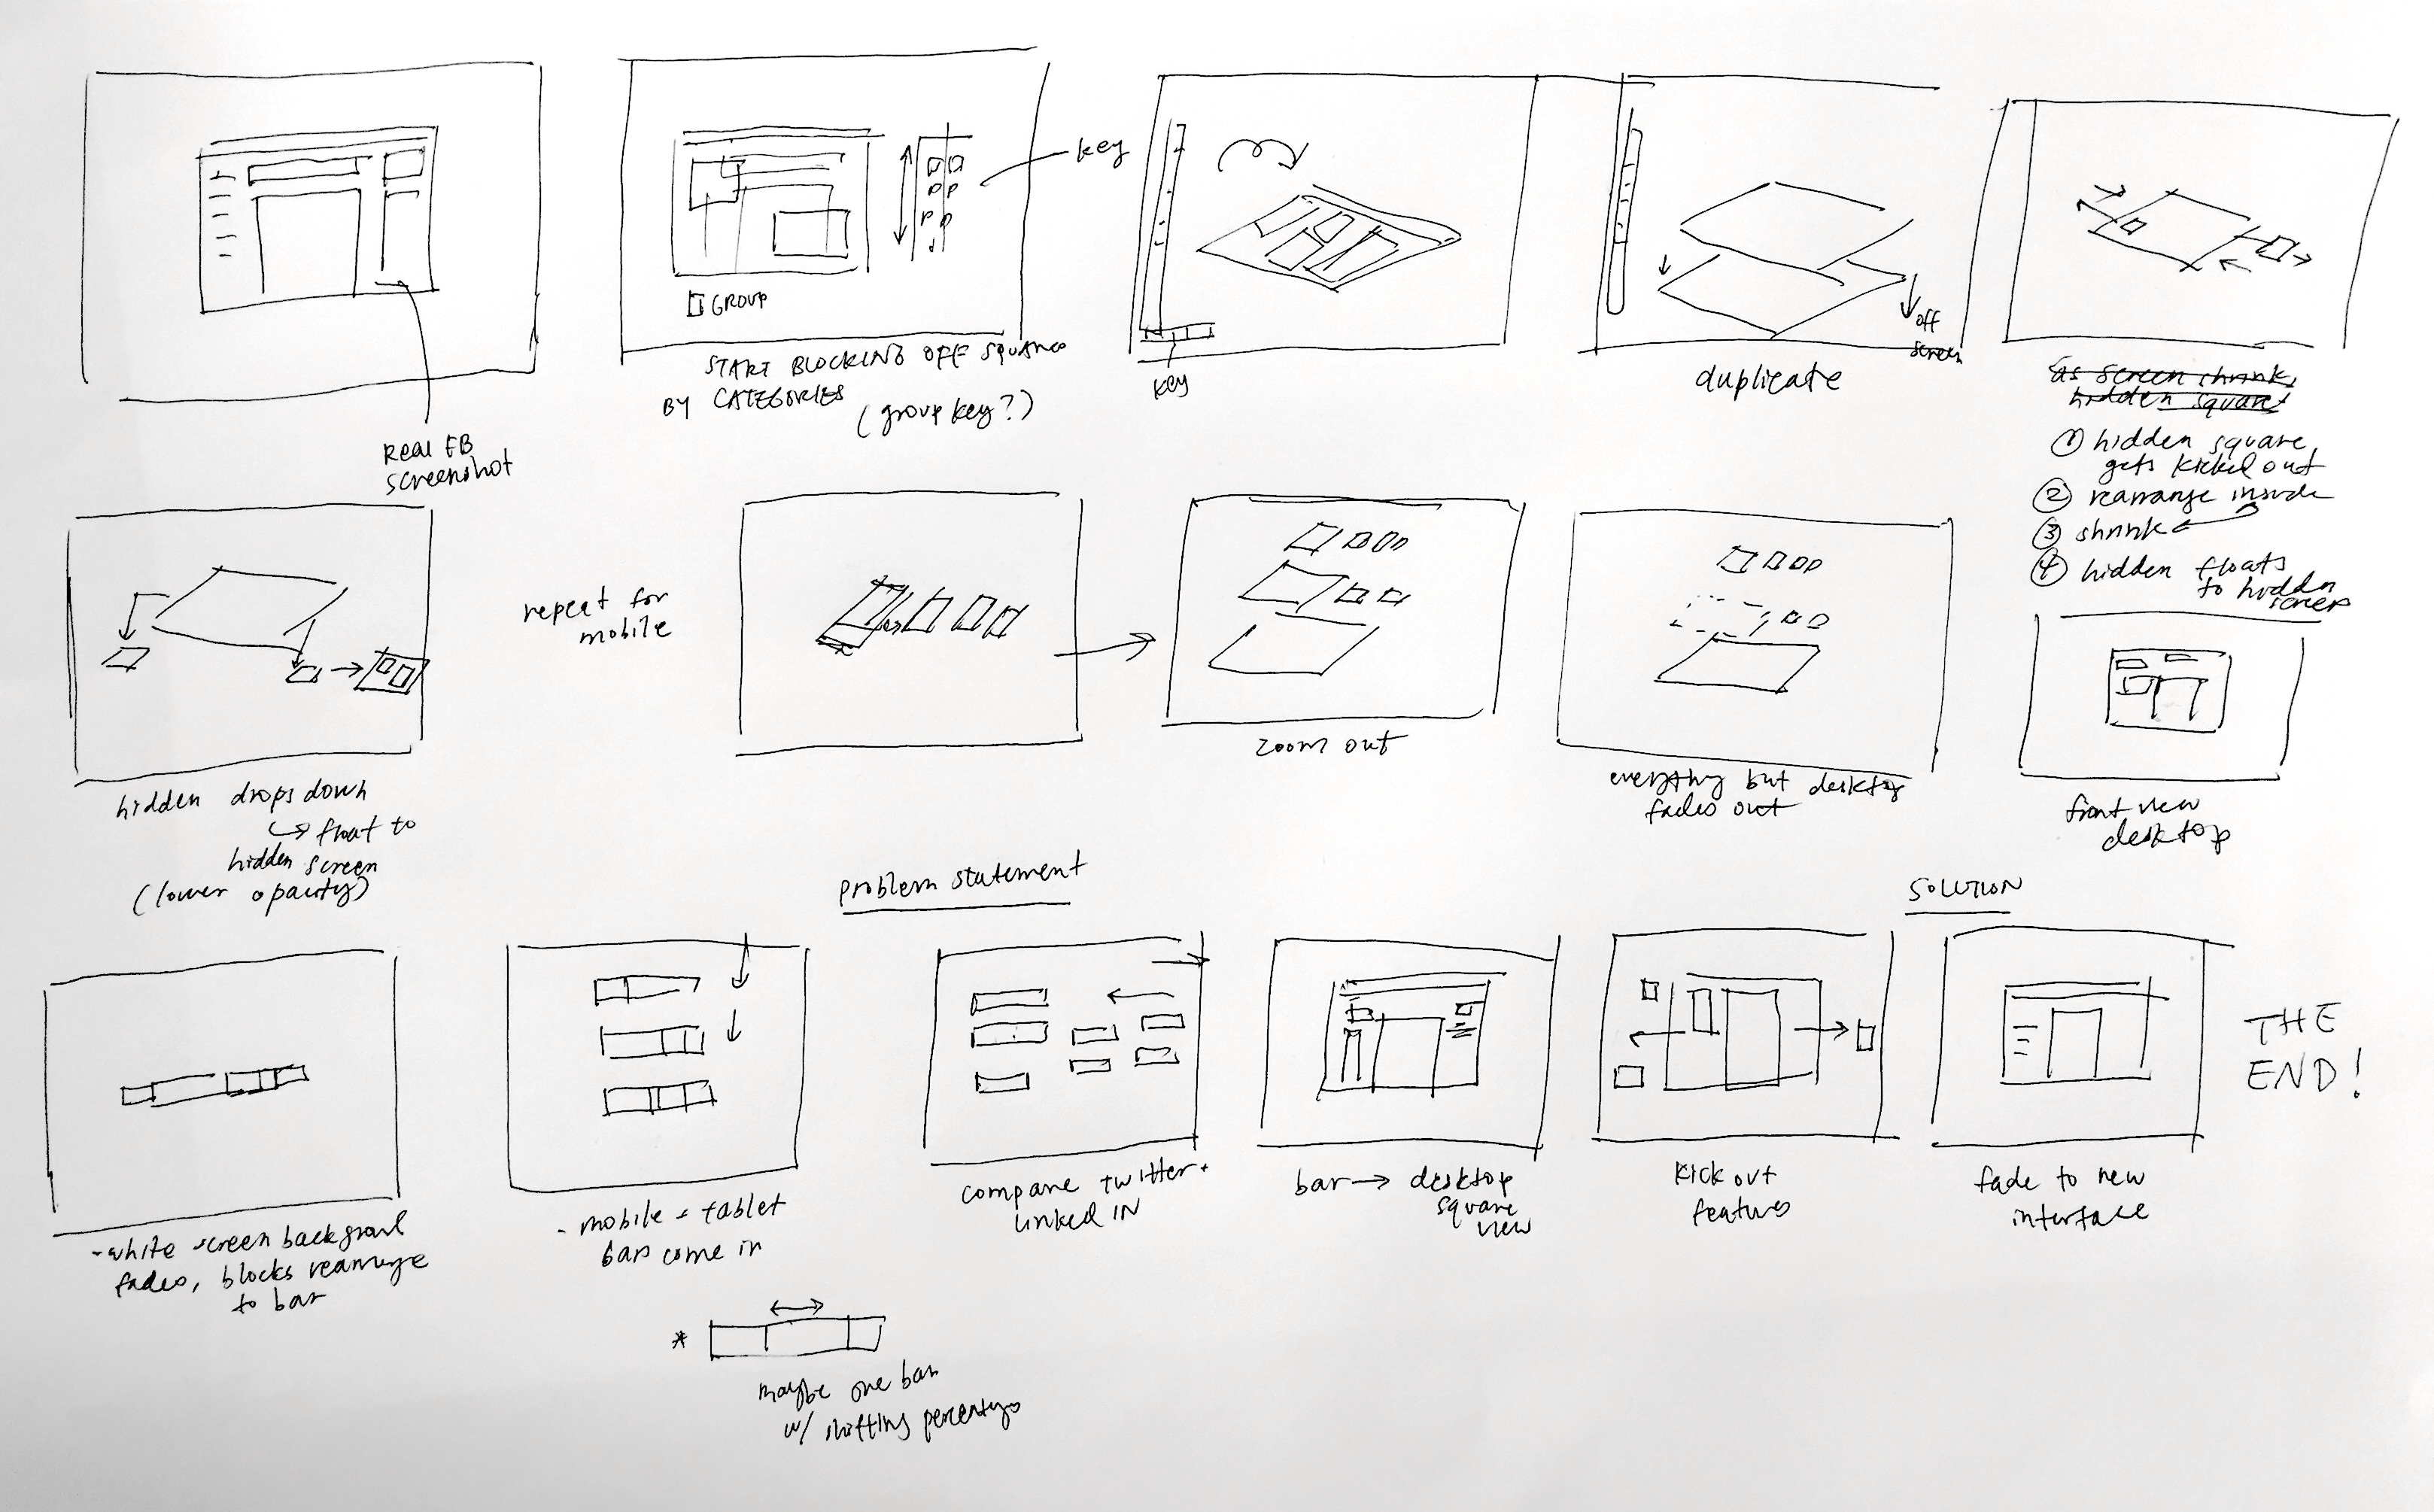 Real FB
screenshot
GROUP
START BLOCKING OFF SQUARES
BY CATEGORIES
(group key?)
key
key
off
screen
duplicate
as screen shrink,
hidden square
① hidden square
gets kicked out
② rearrange inside
③ shrink
④ hidden floats
to hidden
screen
hidden drops down
↳ float to
hidden screen
(lower opacity)
repeat for
mobile
zoom out
everything but desktop
fades out
front view
desktop
problem statement
SOLUTION
- white screen background
fades, blocks rearrange
to bar
- mobile + tablet
bars come in
* maybe one bar
w/ shifting percentages
compare twitter +
linked IN
bar → desktop
square
view
kick out
features
fade to new
interface
THE
END!